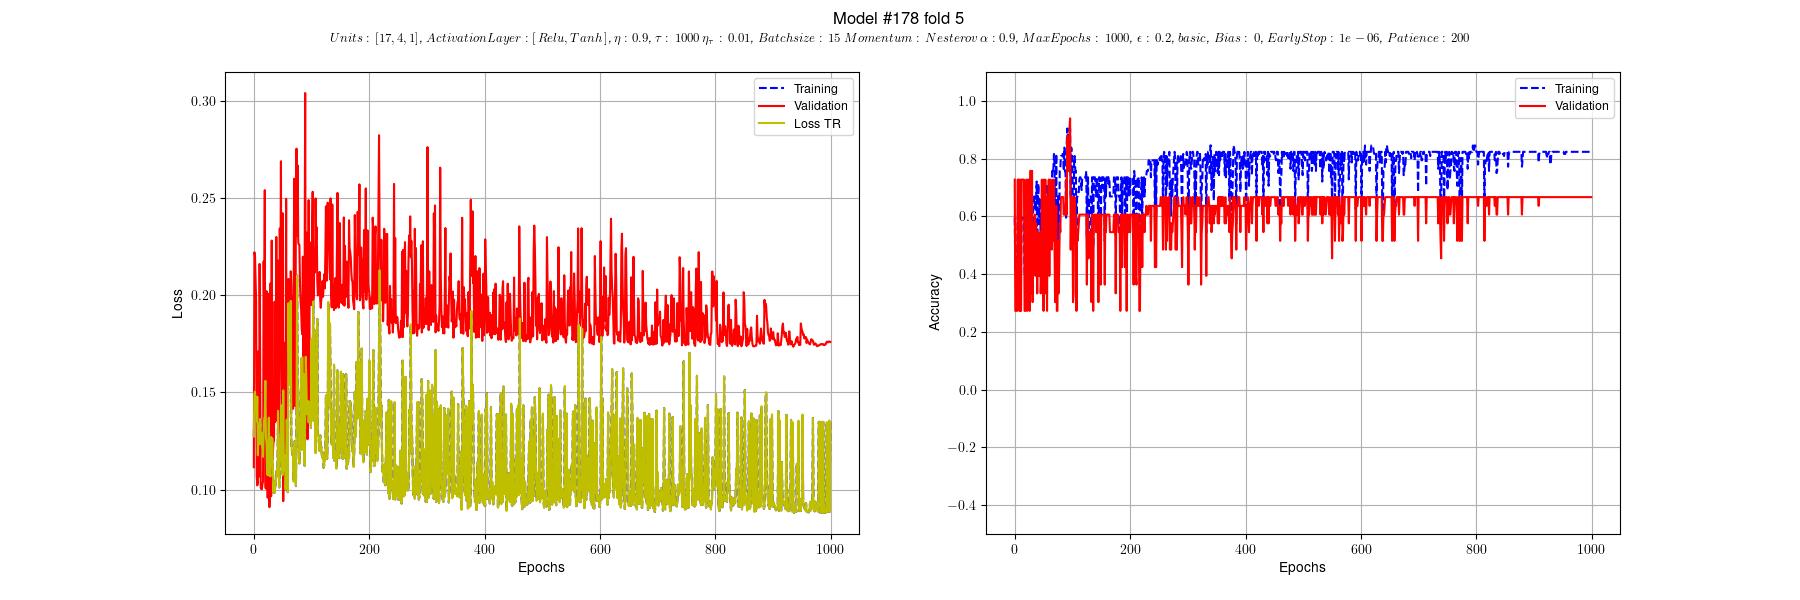 Model #178 fold 5
Units : [17, 4, 1], ActivationLayer : [Relu, Tanh], η : 0.9, τ : 1000 ητ : 0.01, Batchsize : 15 Momentum : Nesterov α : 0.9, MaxEpochs : 1000, ϵ : 0.2, basic, Bias : 0, EarlyStop : 1e − 06, Patience : 200
Loss
0.30
0.25
0.20
0.15
0.10
0
200
400
600
800
1000
Epochs
Training
Validation
Loss TR
Accuracy
1.0
0.8
0.6
0.4
0.2
0.0
−0.2
−0.4
0
200
400
600
800
1000
Epochs
Training
Validation